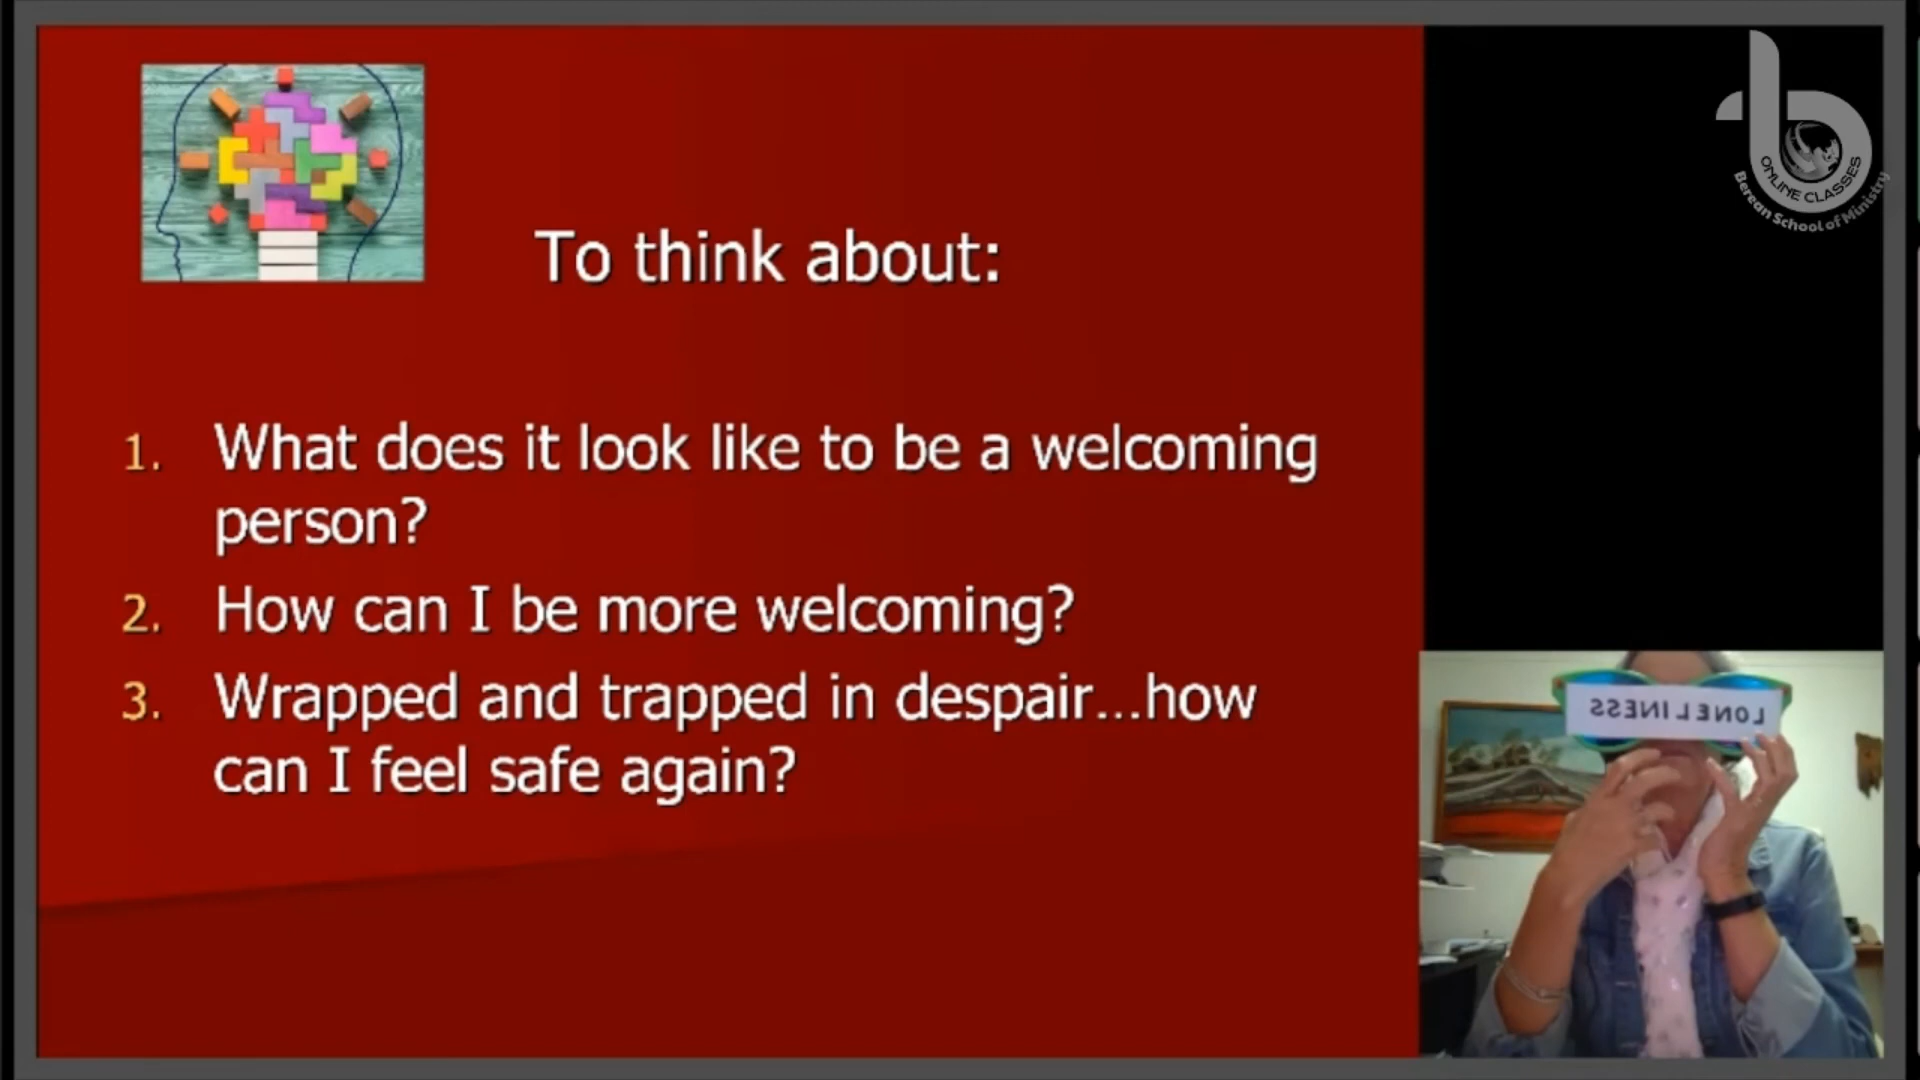 To think about:
1. What does it look like to be a welcoming
person?
2. How can I be more welcoming?
3. Wrapped and trapped in despair...how
can I feel safe again?
ONLINE CLASSES
Berean School of Ministry
LONELINESS